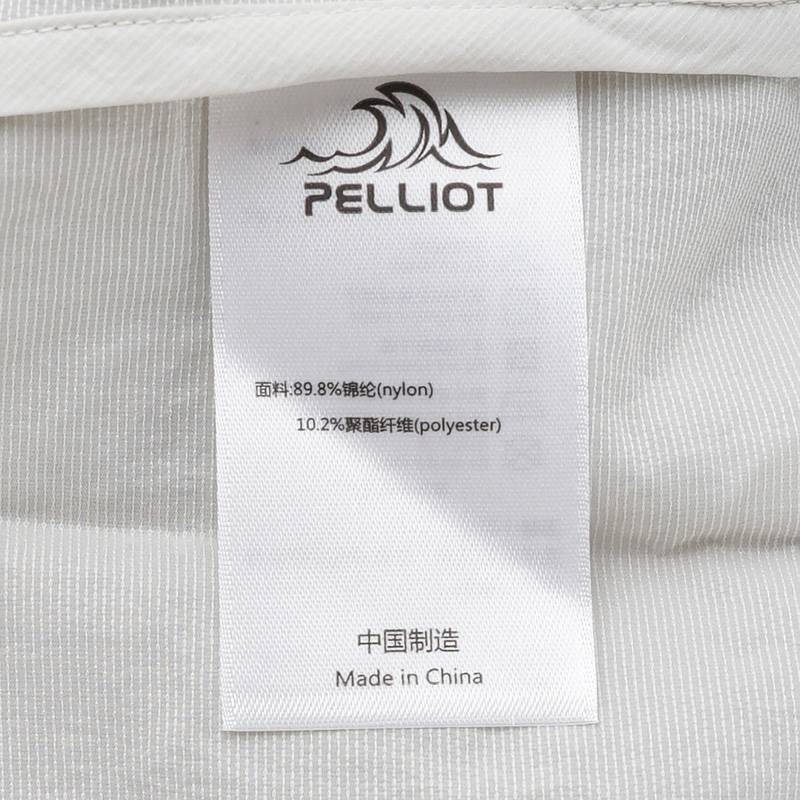 PELLIOT
面料:89.8%锦纶(nylon)
10.2%聚酯纤维(polyester)
中国制造
Made in China